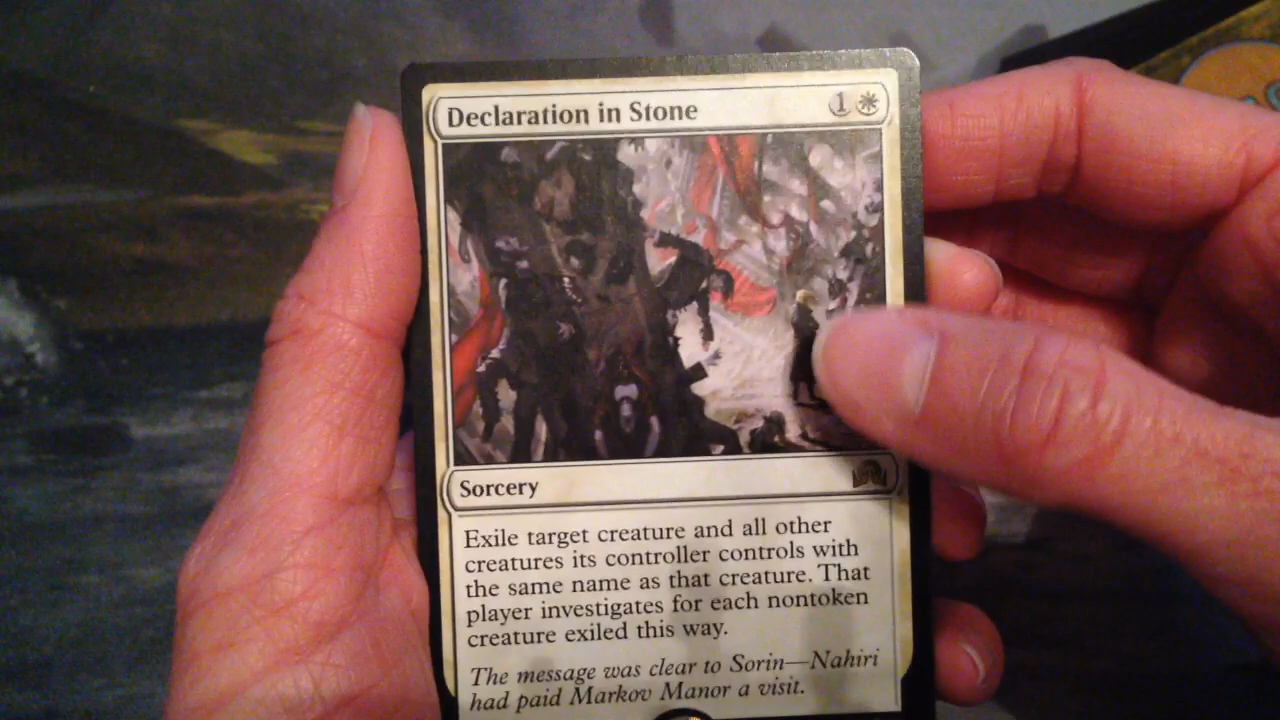 Declaration in Stone 1
Sorcery
Exile target creature and all other
creatures its controller controls with
the same name as that creature. That
player investigates for each nontoken
creature exiled this way.
The message was clear to Sorin—Nahiri
had paid Markov Manor a visit.